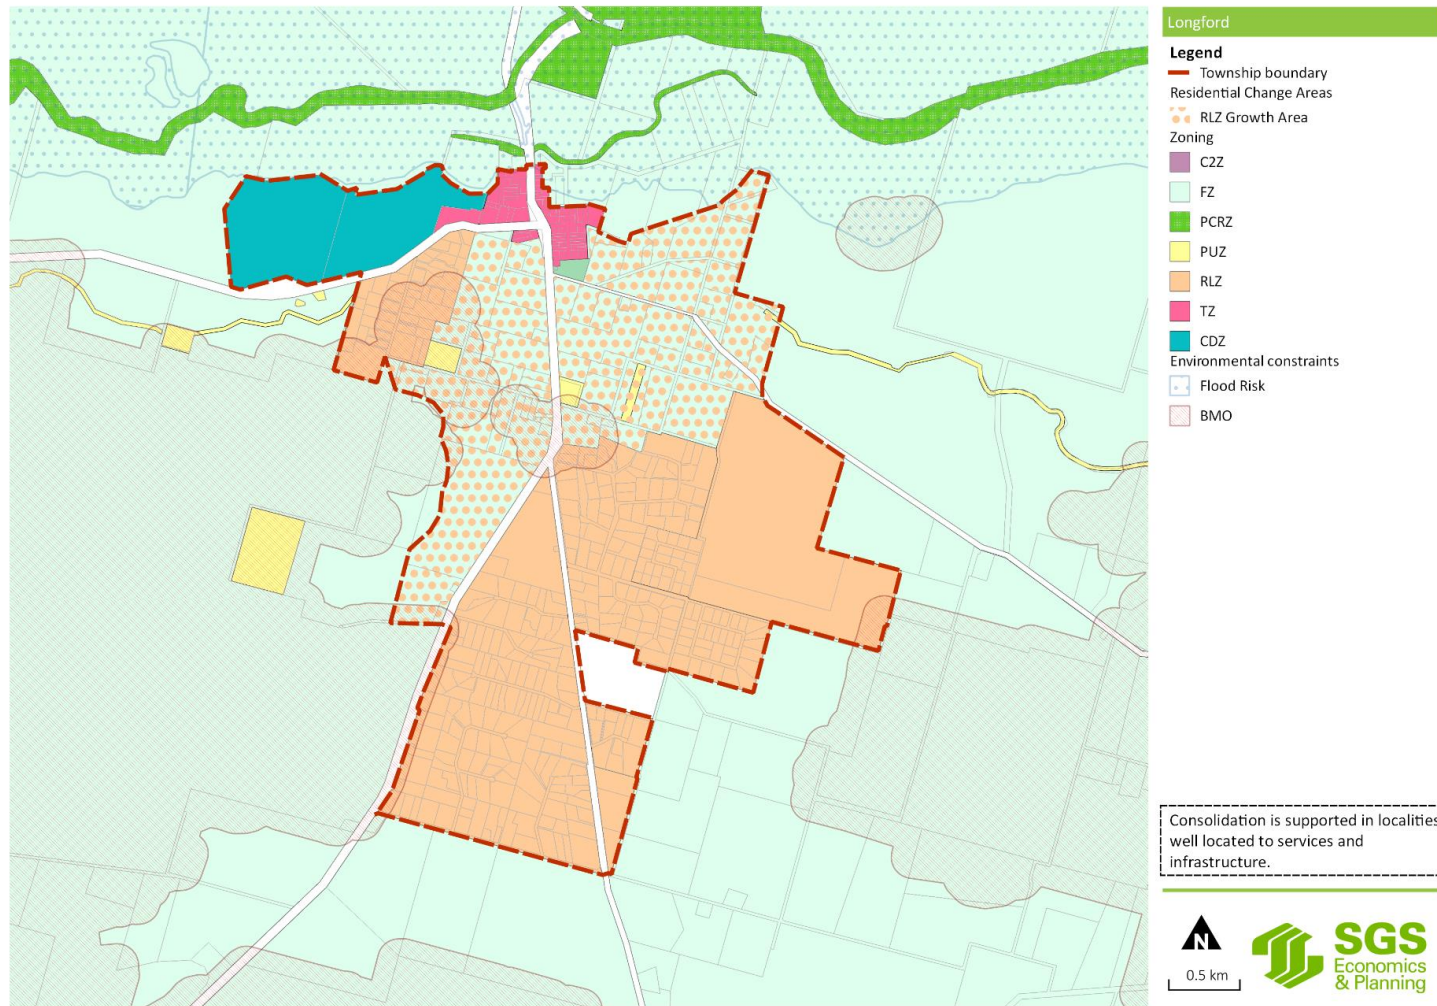 Longford
Legend
Township boundary
Residential Change Areas
RLZ Growth Area
Zoning
C2Z
FZ
PCRZ
PUZ
RLZ
TZ
CDZ
Environmental constraints
Flood Risk
BMO
Consolidation is supported in localities
well located to services and
infrastructure.
N
0.5 km
SGS
Economics
& Planning